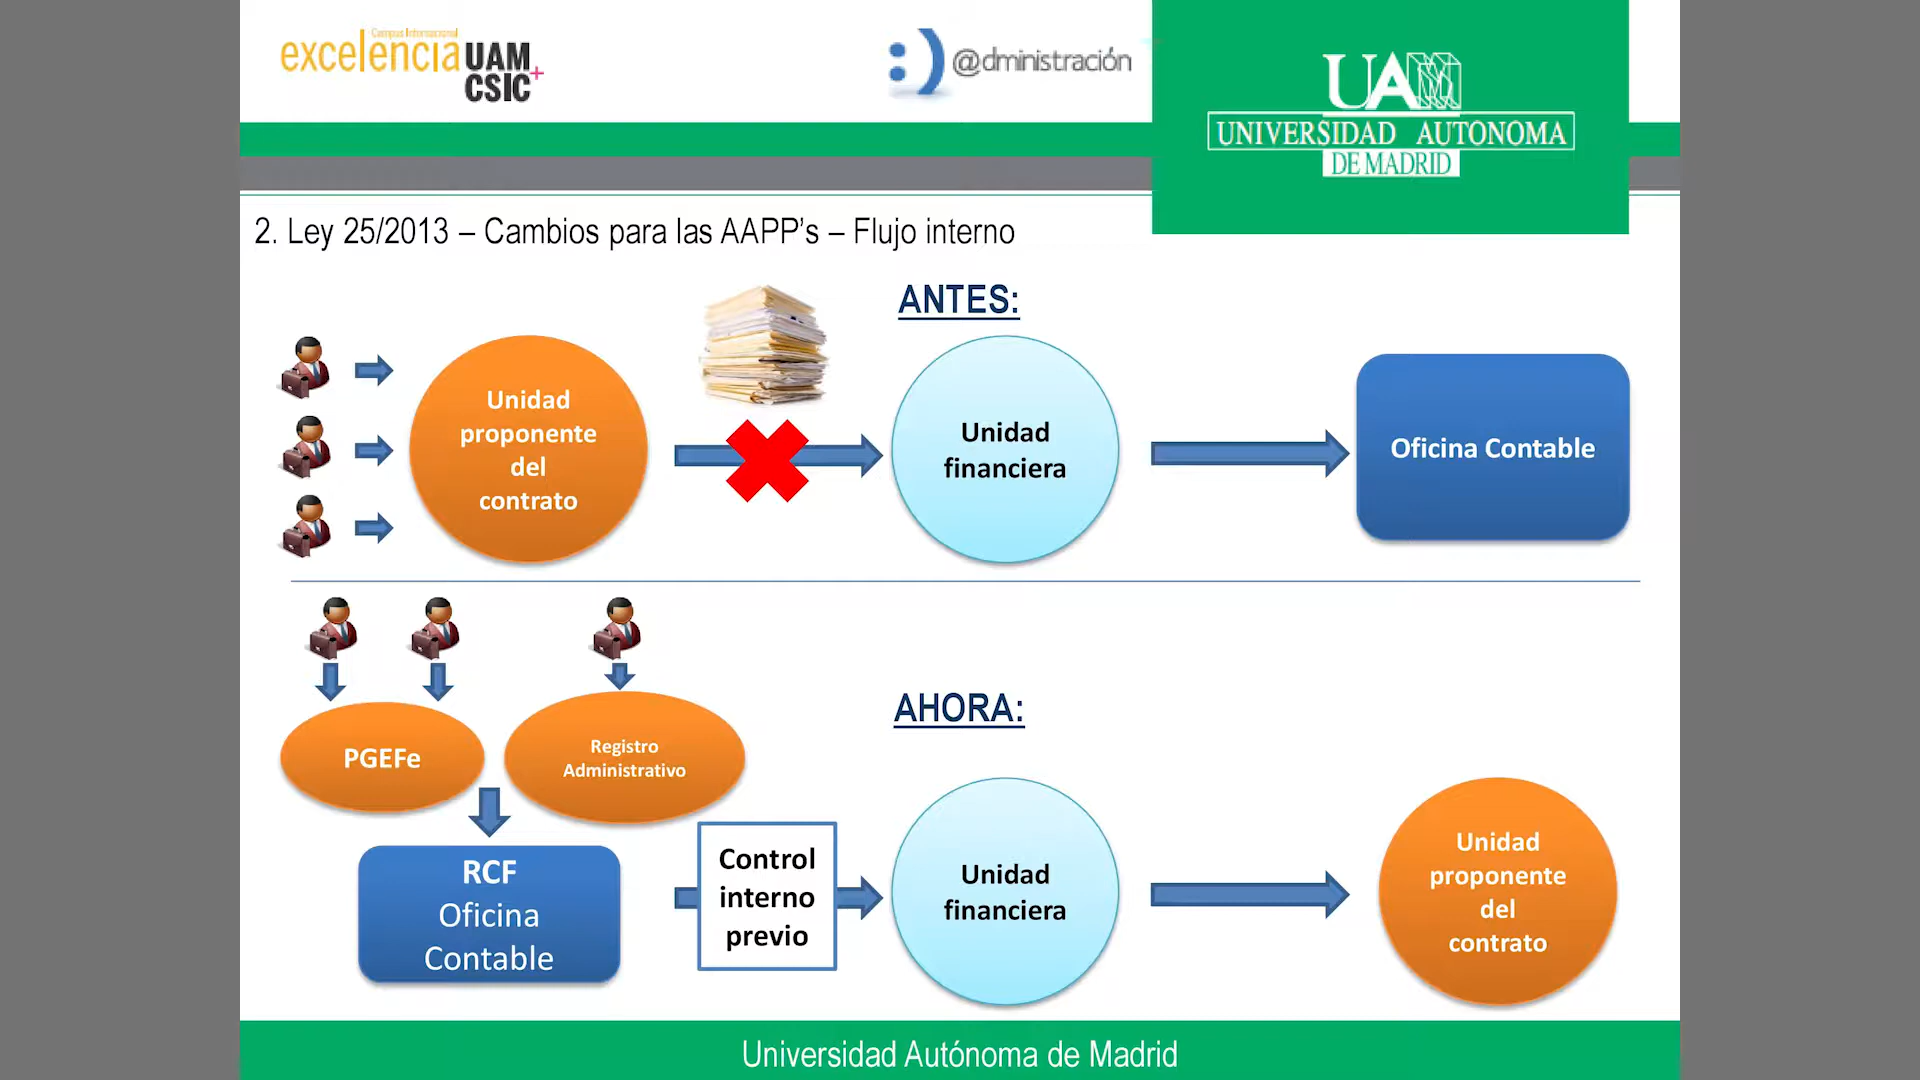 Campus Internacional
excelencia UAM
CSIC+
:) @dministración
UAM
UNIVERSIDAD AUTONOMA
DE MADRID
2. Ley 25/2013 – Cambios para las AAPP’s – Flujo interno
ANTES:
Unidad
proponente
del
contrato
Unidad
financiera
Oficina Contable
AHORA:
PGEFe
Registro
Administrativo
RCF
Oficina
Contable
Control
interno
previo
Unidad
financiera
Unidad
proponente
del
contrato
Universidad Autónoma de Madrid